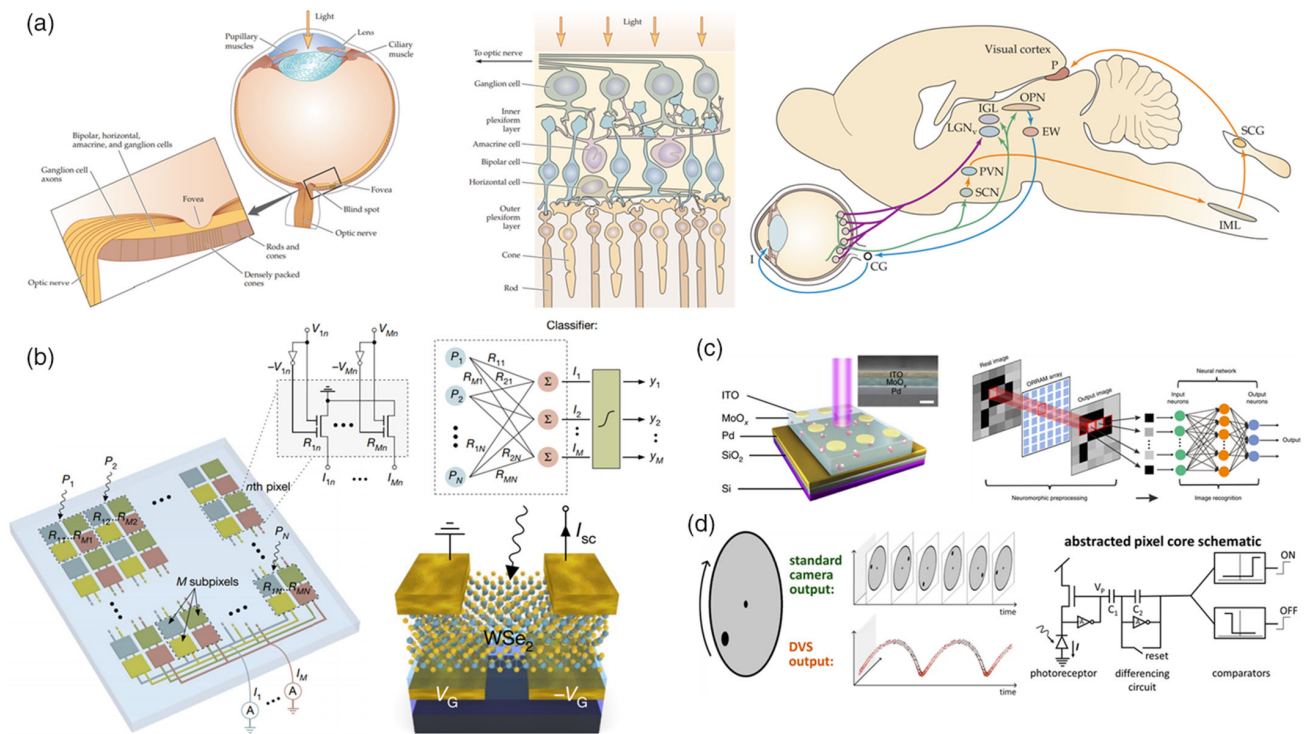 (a)
Light
Lens
Pupillary
muscles
Ciliary
muscle
Bipolar, horizontal,
amacrine, and ganglion cells
Ganglion cell
axons
Fovea
Fovea
Blind spot
Optic nerve
Rods and
cones
Densely packed
cones
Optic nerve
Light
To optic nerve
Ganglion cell
Inner
plexiform
layer
Amacrine cell
Bipolar cell
Horizontal cell
Outer
plexiform
layer
Cone
Rod
Visual cortex
P
OPN
IGL
LGNv
EW
PVN
SCN
SCG
IML
I
CG
(b)
V1n
VMn
−V1n
−VMn
R1n
RMn
I1n
IMn
nth pixel
P1
P2
R11
RM1
R12
RM2
PN
R1N
RMN
M subpixels
I1
IM
A
A
Classifier:
P1
R11
I1
y1
RM1
R21
Σ
P2
I2
y2
Σ
R1N
R2N
IM
yM
PN
RMN
Σ
Isc
WSe2
VG
−VG
(c)
ITO
MoOx
Pd
SiO2
Si
ITO
MoOx
Pd
Real image
ORRAM array
Output image
Neural network
Input
neurons
Output
neurons
Output
Neuromorphic preprocessing
Image recognition
(d)
standard
camera
output:
time
DVS
output:
time
abstracted pixel core schematic
ON
Vp
C1
C2
A
A
I
OFF
reset
photoreceptor
differencing
circuit
comparators